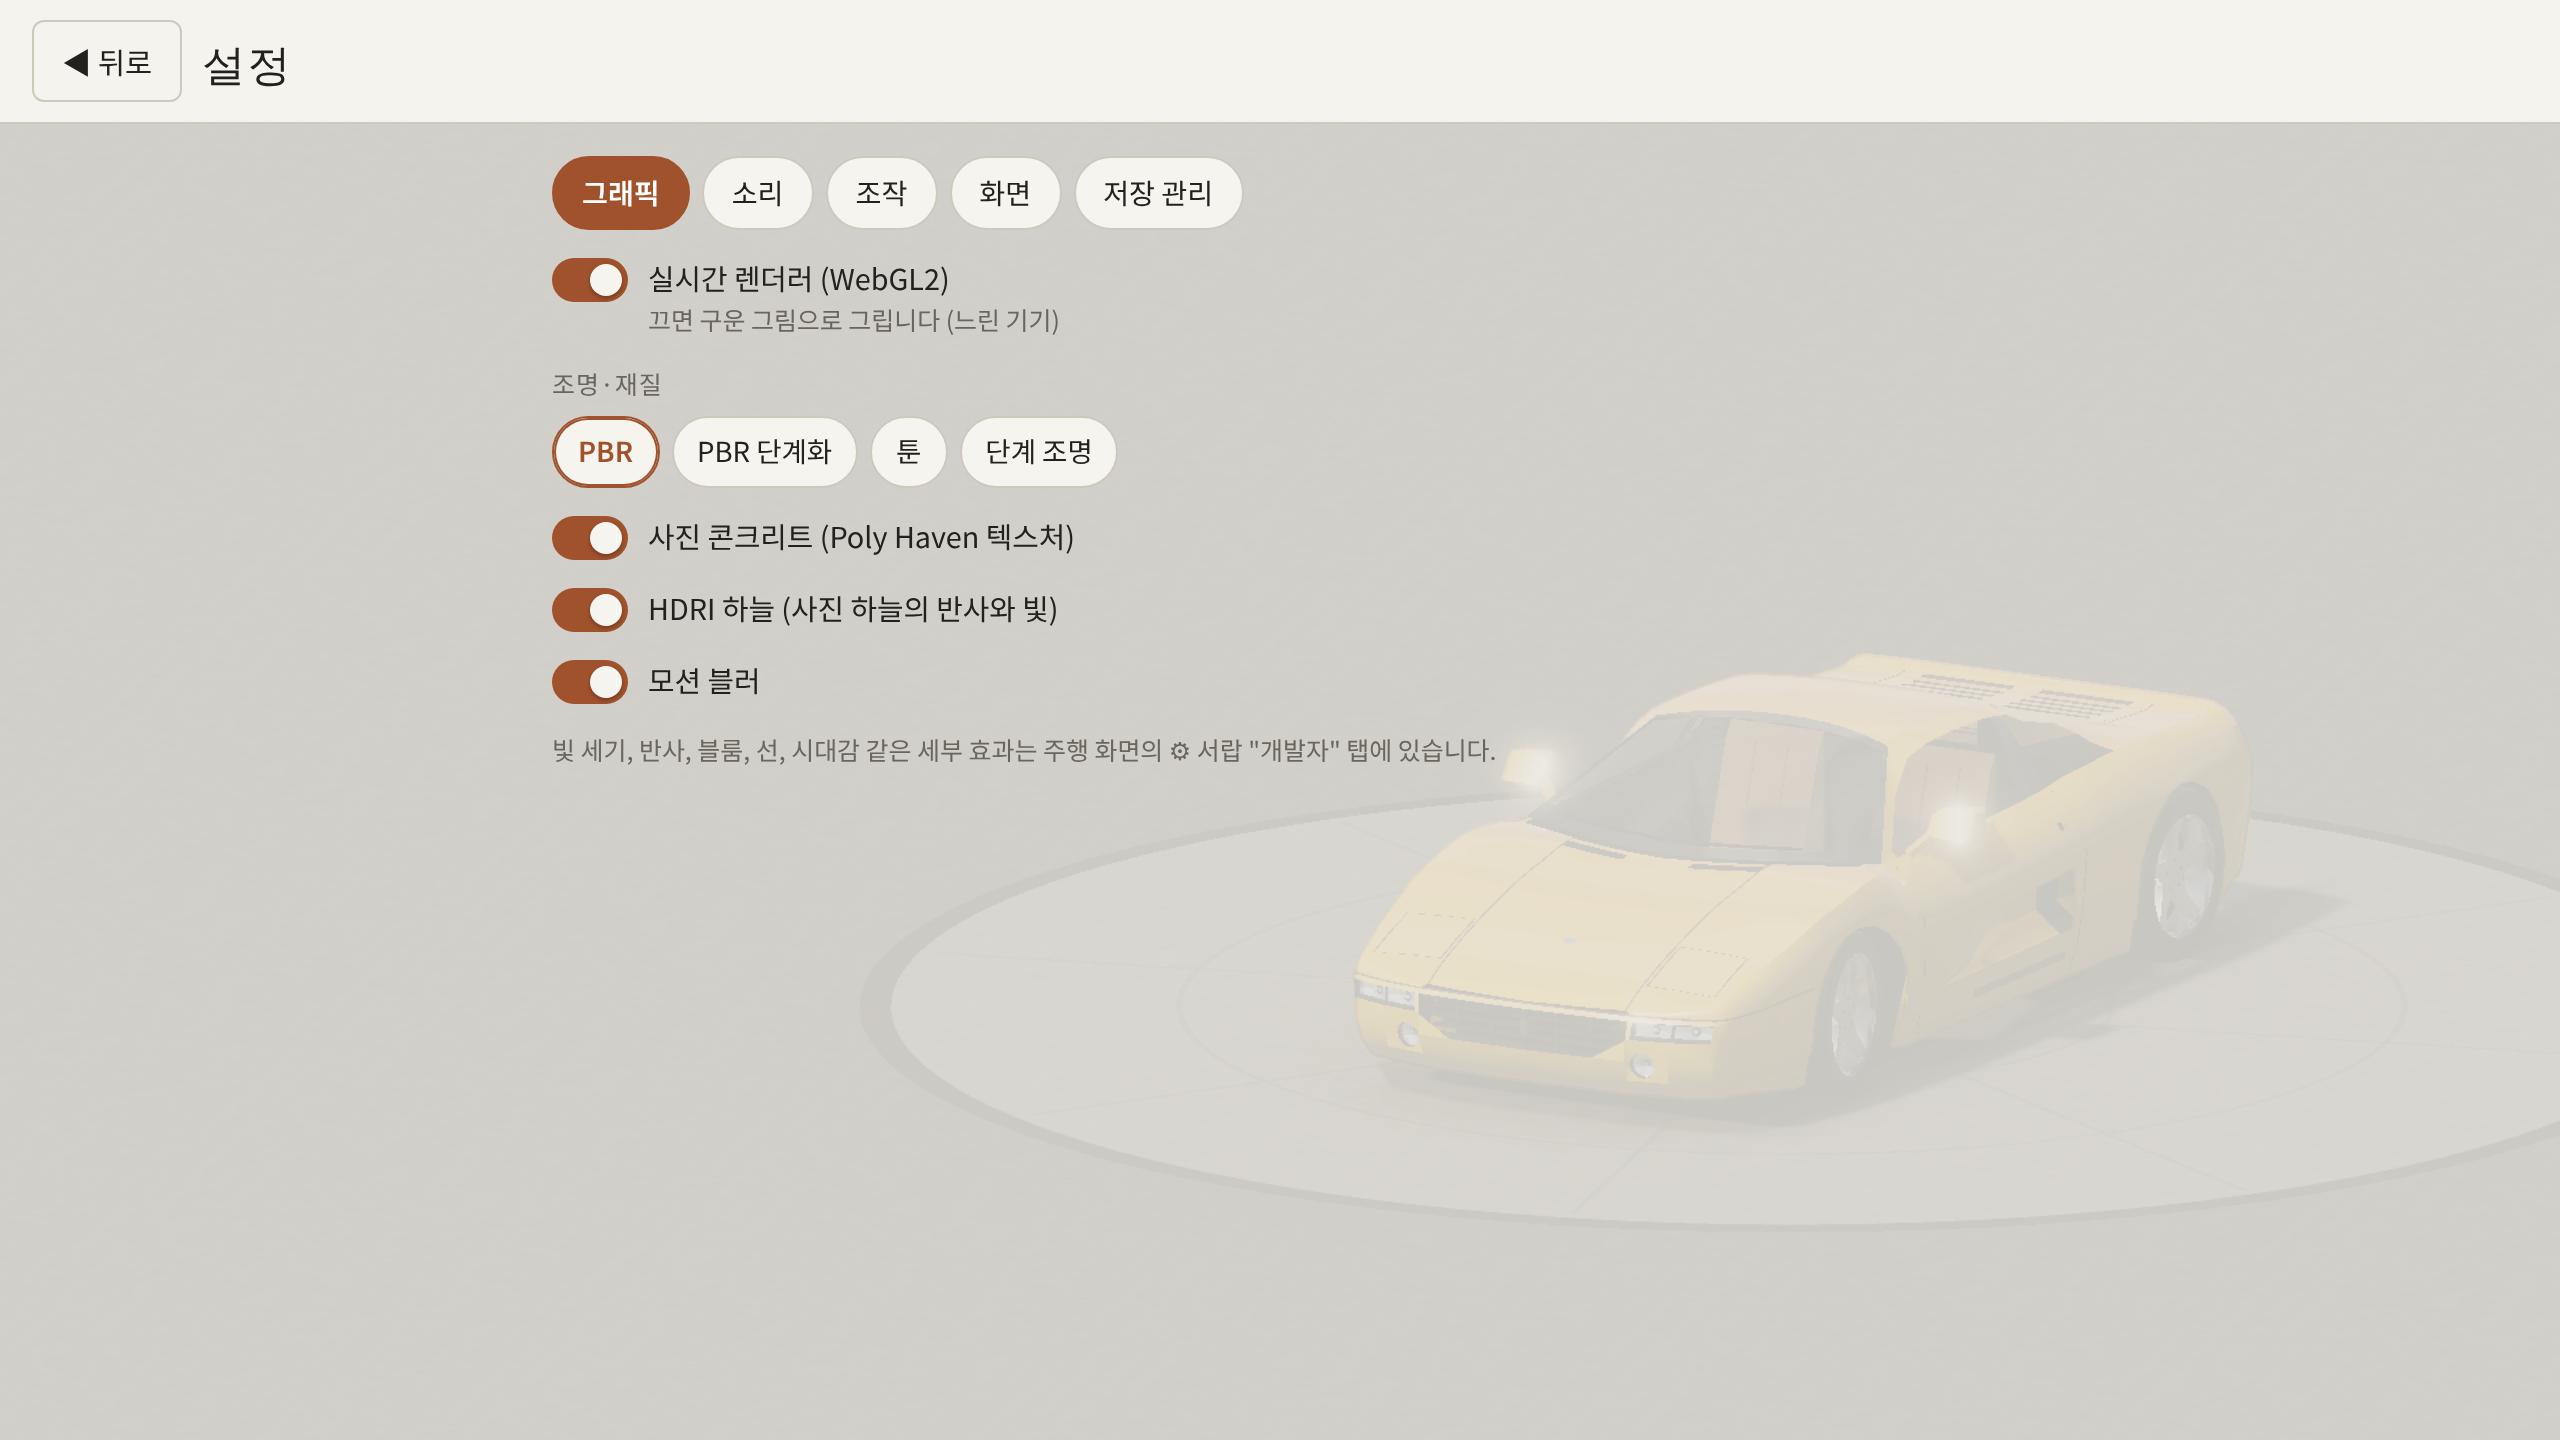 ◀ 뒤로 설정
그래픽 소리 조작 화면 저장 관리
실시간 렌더러 (WebGL2)
끄면 구운 그림으로 그립니다 (느린 기기)
조명·재질
PBR PBR 단계화 툰 단계 조명
사진 콘크리트 (Poly Haven 텍스처)
HDRI 하늘 (사진 하늘의 반사와 빛)
모션 블러
빛 세기, 반사, 블룸, 선, 시대감 같은 세부 효과는 주행 화면의 ⚙ 서랍 "개발자" 탭에 있습니다.